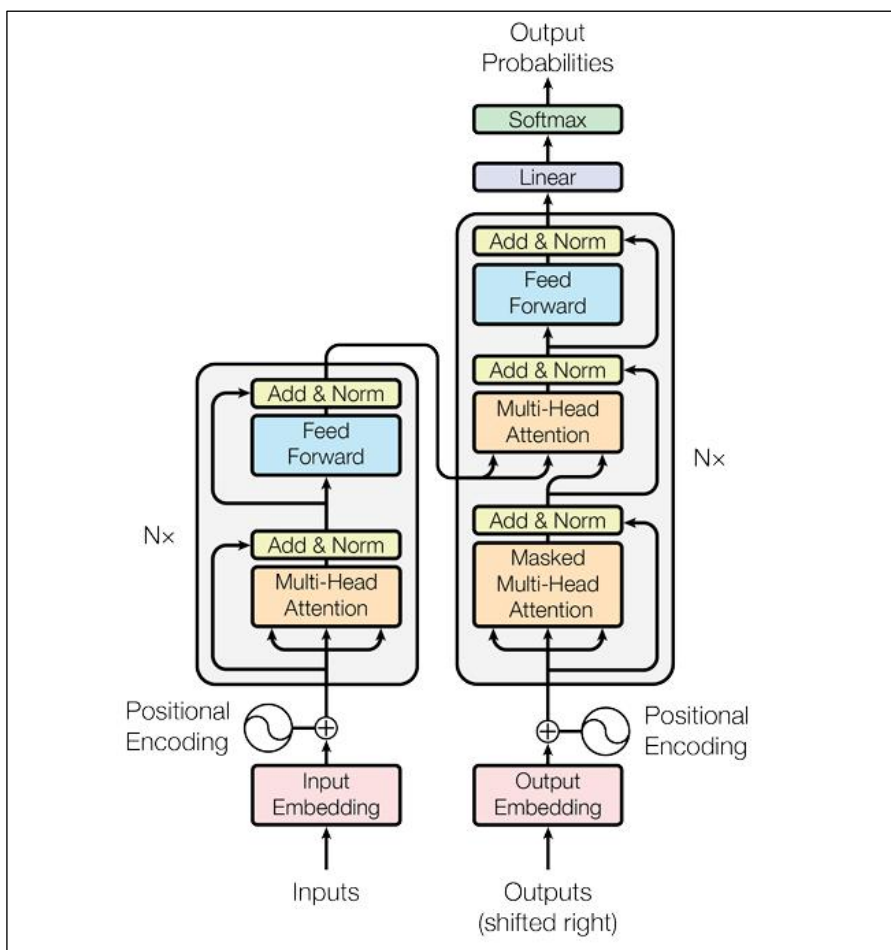 Output
Probabilities
Softmax
Linear
Add & Norm
Feed
Forward
Add & Norm
Multi-Head
Attention
Add & Norm
Masked
Multi-Head
Attention
Nx
Add & Norm
Feed
Forward
Add & Norm
Multi-Head
Attention
Nx
Positional
Encoding
Input
Embedding
Inputs
Positional
Encoding
Output
Embedding
Outputs
(shifted right)